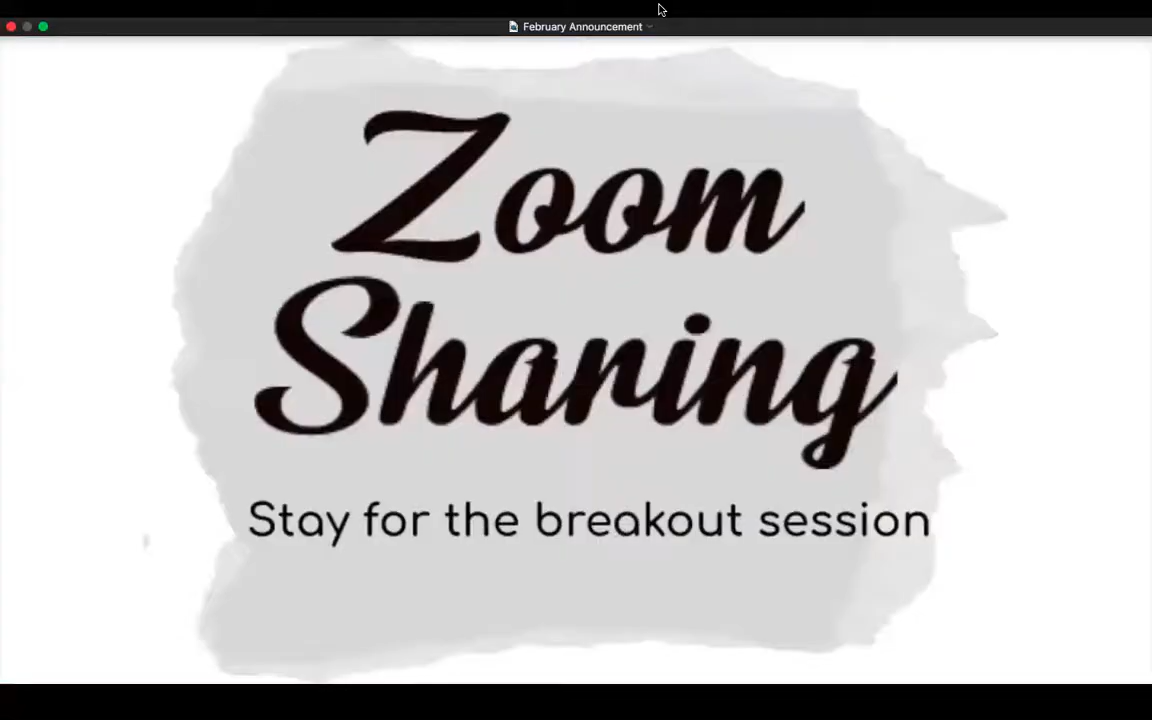 February Announcement
Zoom
Sharing
Stay for the breakout session